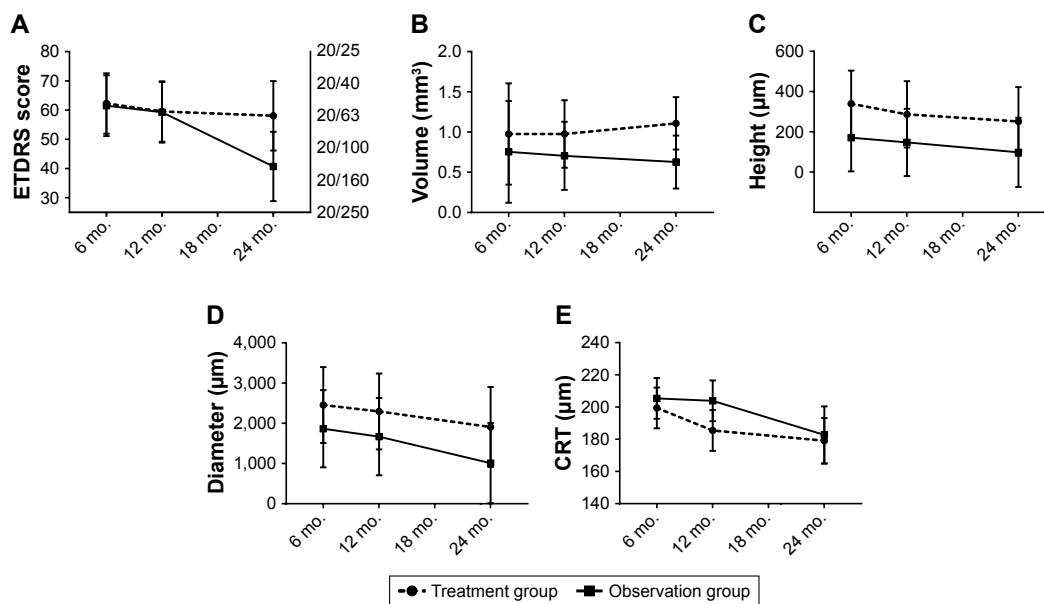 A
ETDRS score
80
70
60
50
40
30
20/25
20/40
20/63
20/100
20/160
20/250
6 mo.
12 mo.
18 mo.
24 mo.
B
Volume (mm³)
2.0
1.5
1.0
0.5
0.0
6 mo.
12 mo.
18 mo.
24 mo.
C
Height (µm)
600
400
200
0
6 mo.
12 mo.
18 mo.
24 mo.
D
Diameter (µm)
4,000
3,000
2,000
1,000
0
6 mo.
12 mo.
18 mo.
24 mo.
E
CRT (µm)
240
220
200
180
160
140
6 mo.
12 mo.
18 mo.
24 mo.
Treatment group
Observation group